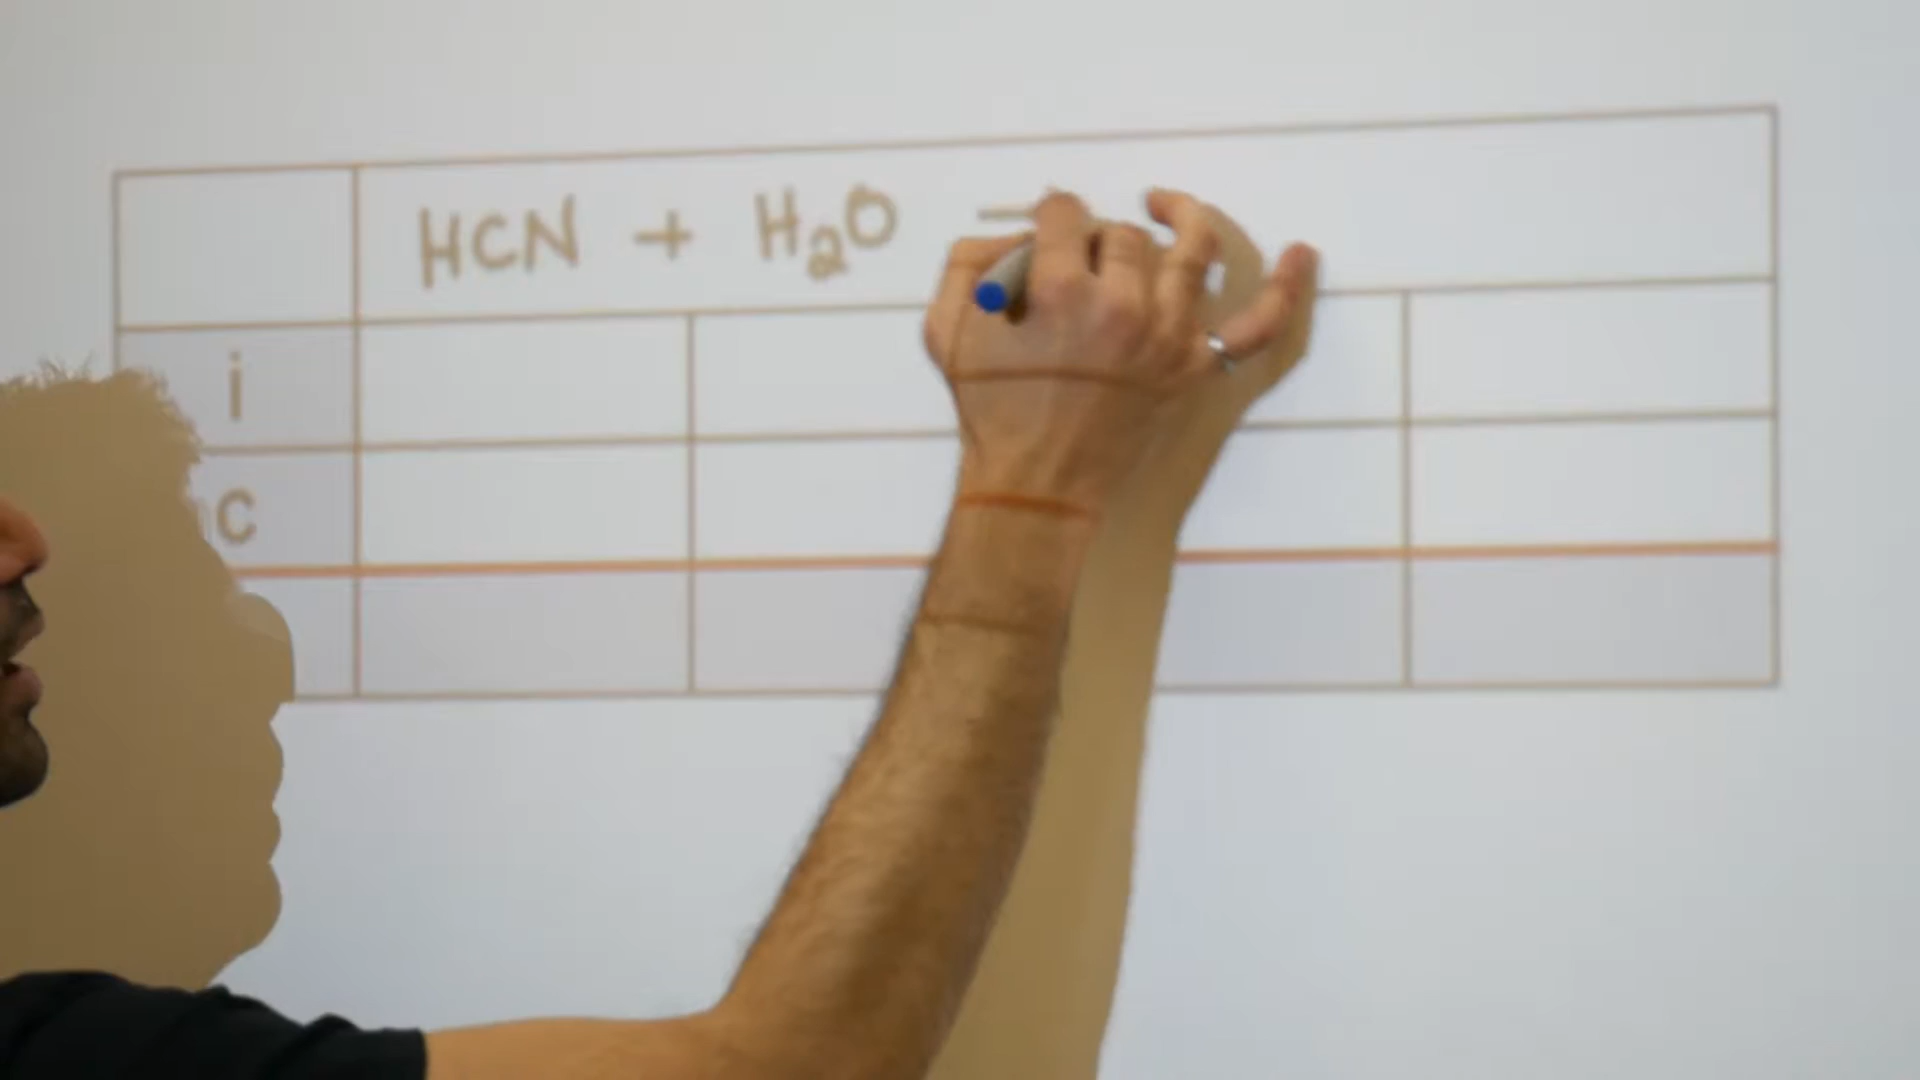 HCN + H₂O
i
c